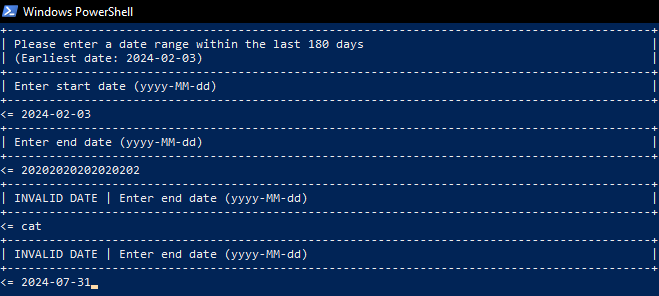 Windows PowerShell
+---------------------------------------------------------------------------------------------+
| Please enter a date range within the last 180 days |
| (Earliest date: 2024-02-03) |
+---------------------------------------------------------------------------------------------+
| Enter start date (yyyy-MM-dd) |
+---------------------------------------------------------------------------------------------+
<= 2024-02-03
+---------------------------------------------------------------------------------------------+
| Enter end date (yyyy-MM-dd) |
+---------------------------------------------------------------------------------------------+
<= 20202020202020202
+---------------------------------------------------------------------------------------------+
| INVALID DATE | Enter end date (yyyy-MM-dd) |
+---------------------------------------------------------------------------------------------+
<= cat
+---------------------------------------------------------------------------------------------+
| INVALID DATE | Enter end date (yyyy-MM-dd) |
+---------------------------------------------------------------------------------------------+
<= 2024-07-31